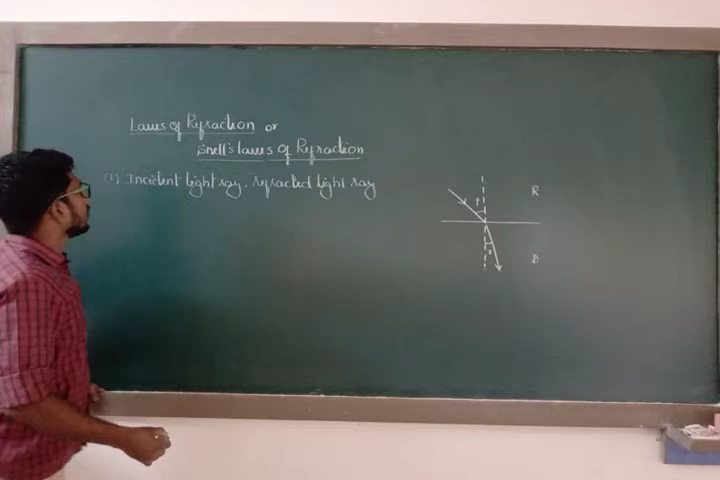 Laws of Refraction or
Snell's laws of Refraction
(1) Incident light ray, refracted light ray
R
i
r
D